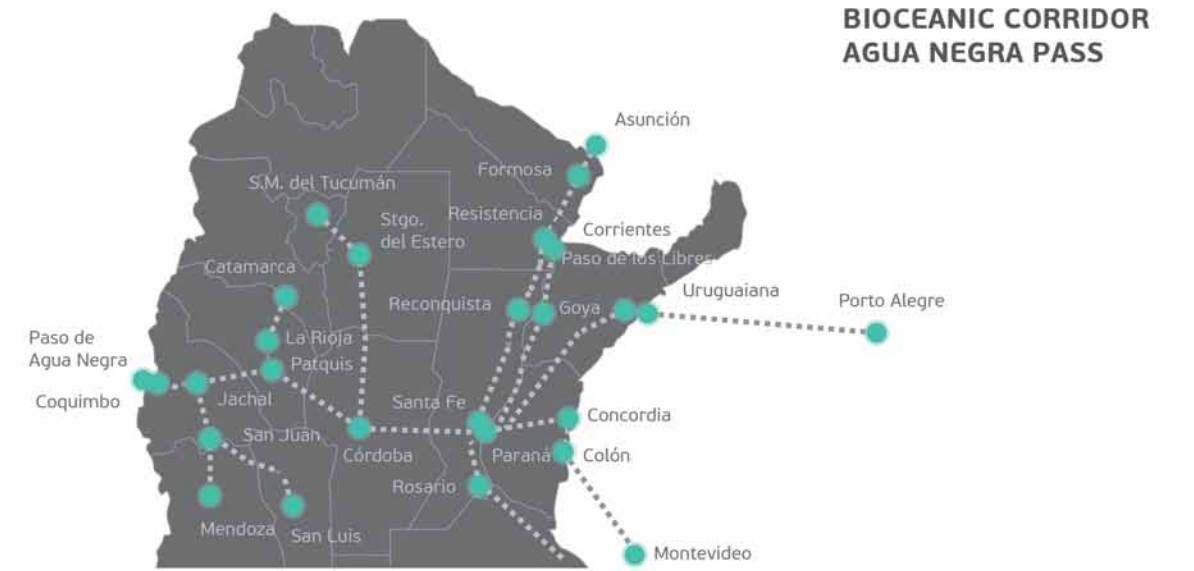 BIOCEANIC CORRIDOR
AGUA NEGRA PASS
Asunción
Formosa
S.M. del Tucumán
Resistencia
Stgo.
del Estero
Corrientes
Paso de los Libres
Catamarca
Uruguaiana
Reconquista
Goya
Porto Alegre
Paso de
Agua Negra
La Rioja
Patquis
Coquimbo
Jachal
Santa Fe
Concordia
San Juan
Córdoba
Paraná
Colón
Rosario
Mendoza
San Luis
Montevideo